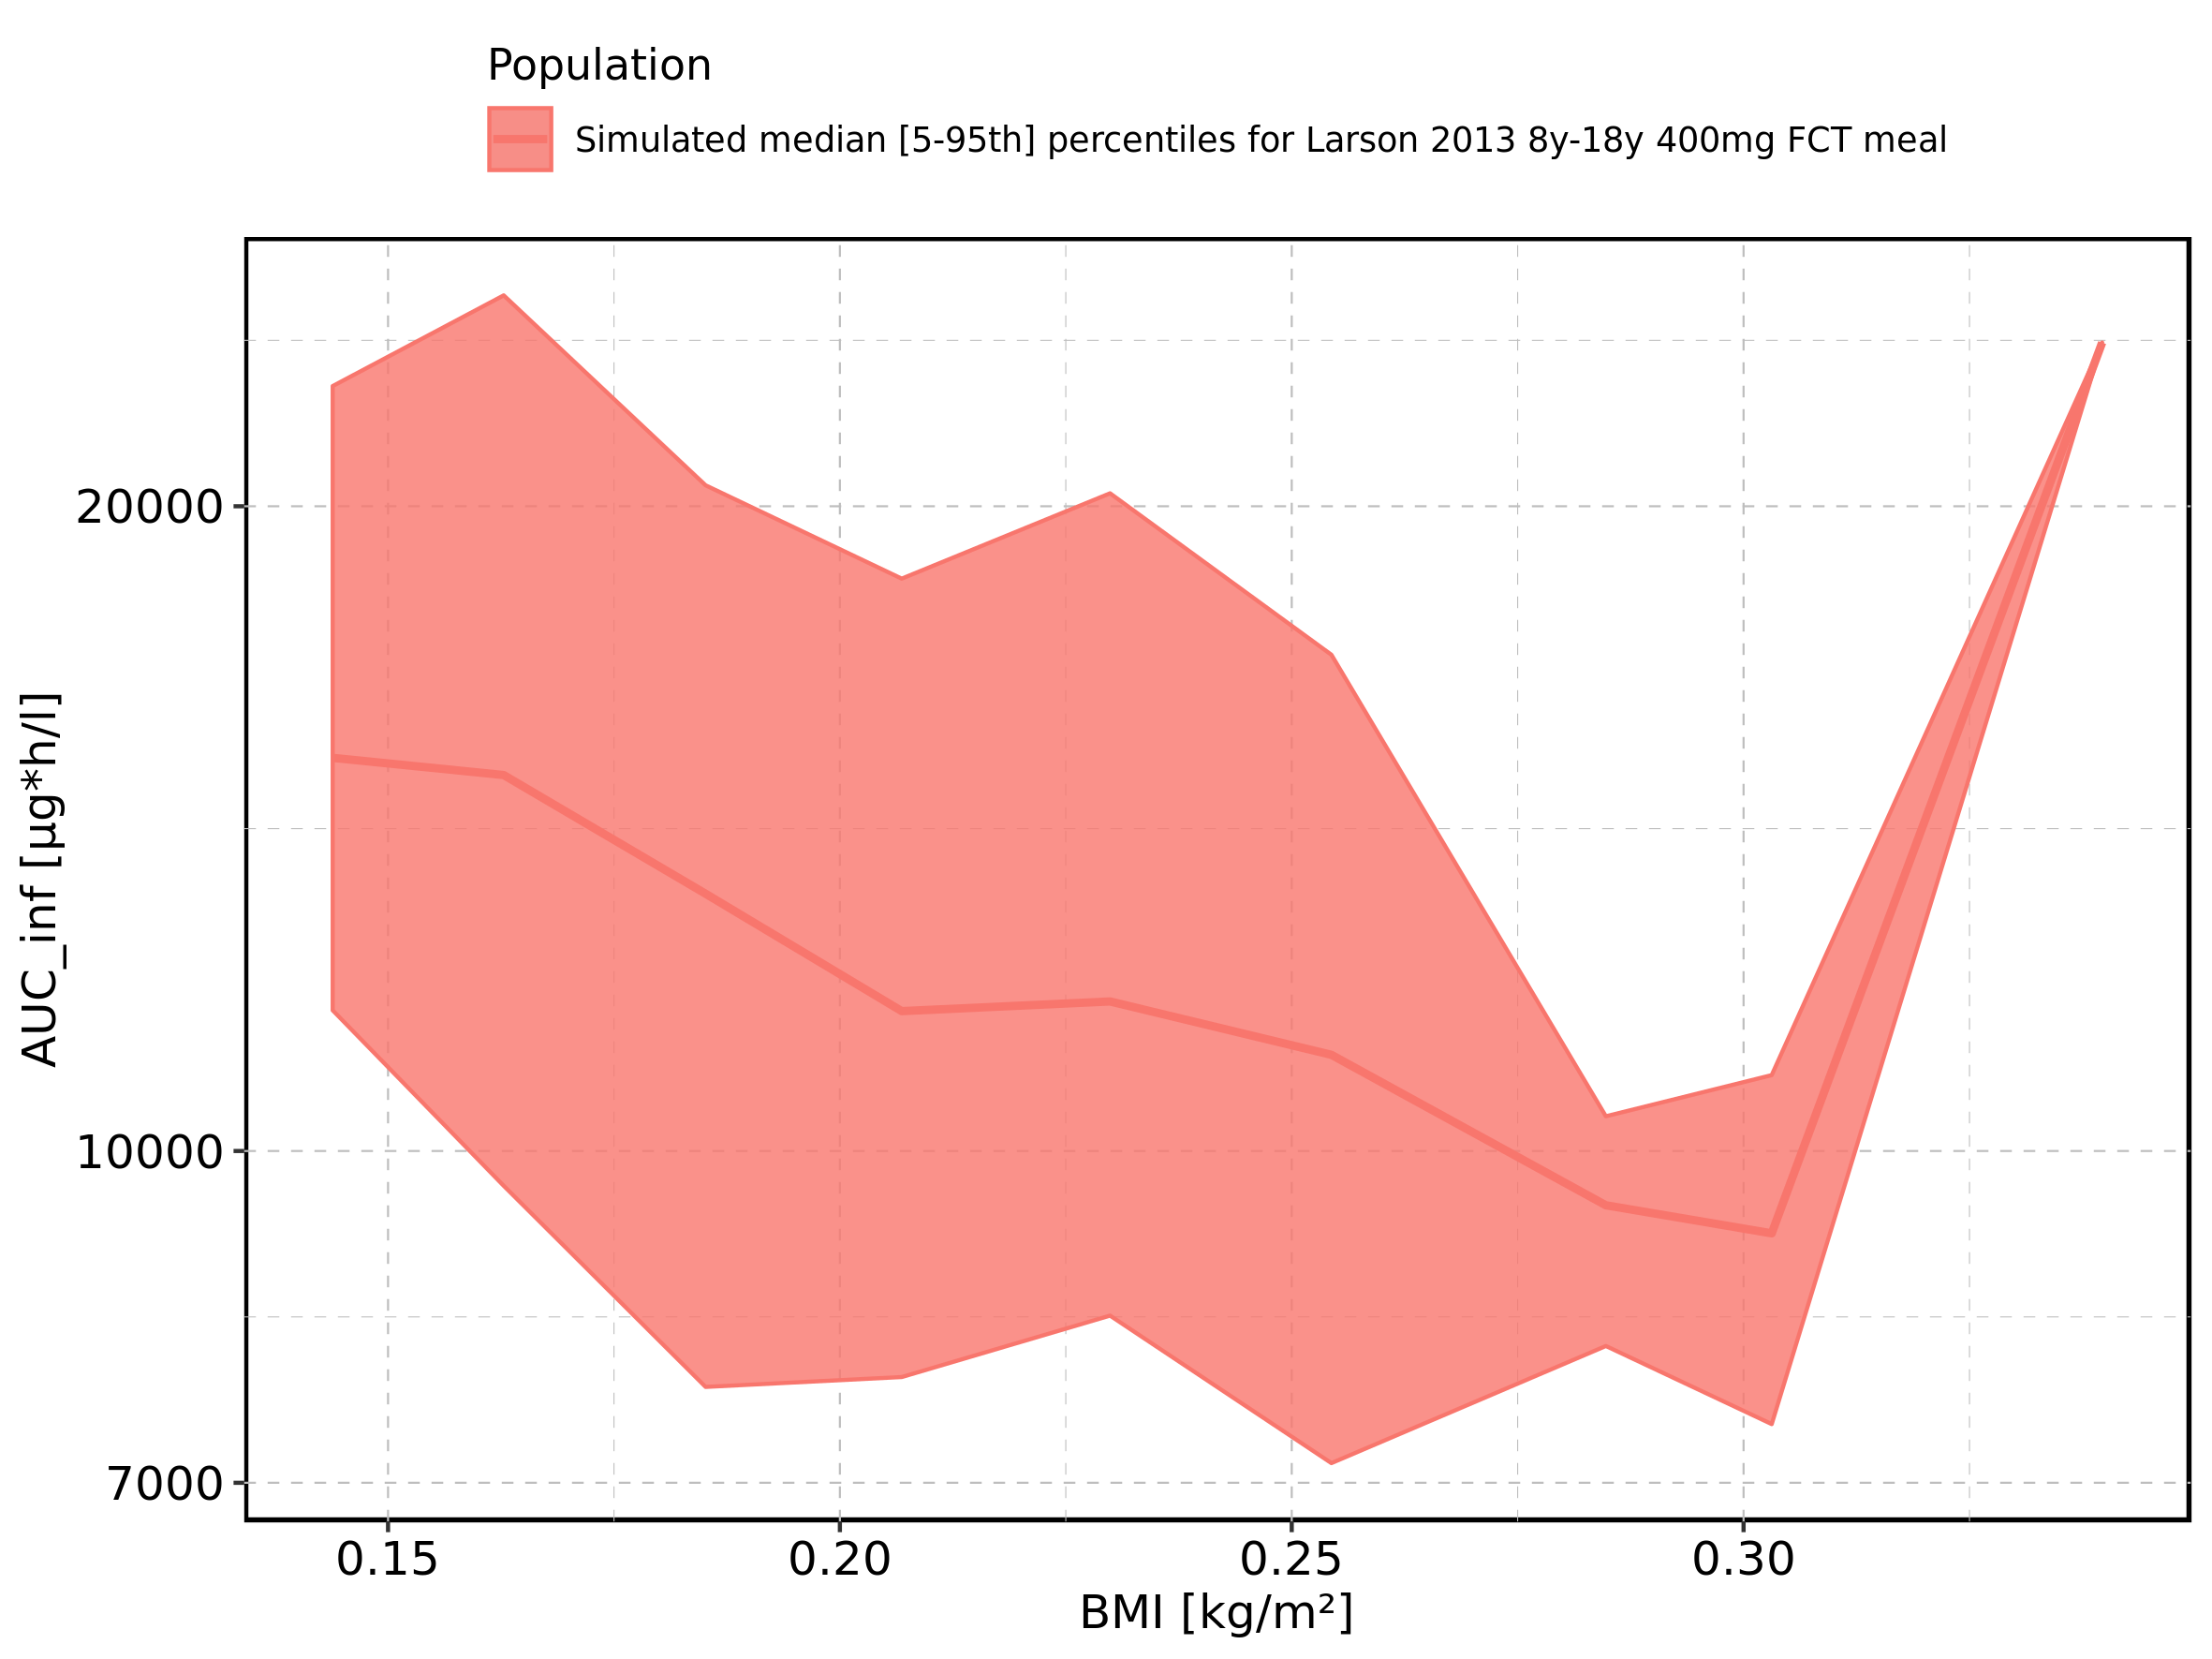 Population
Simulated median [5-95th] percentiles for Larson 2013 8y-18y 400mg FCT meal
AUC_inf [µg*h/l]
20000
10000
7000
0.15 0.20 0.25 0.30
BMI [kg/m²]